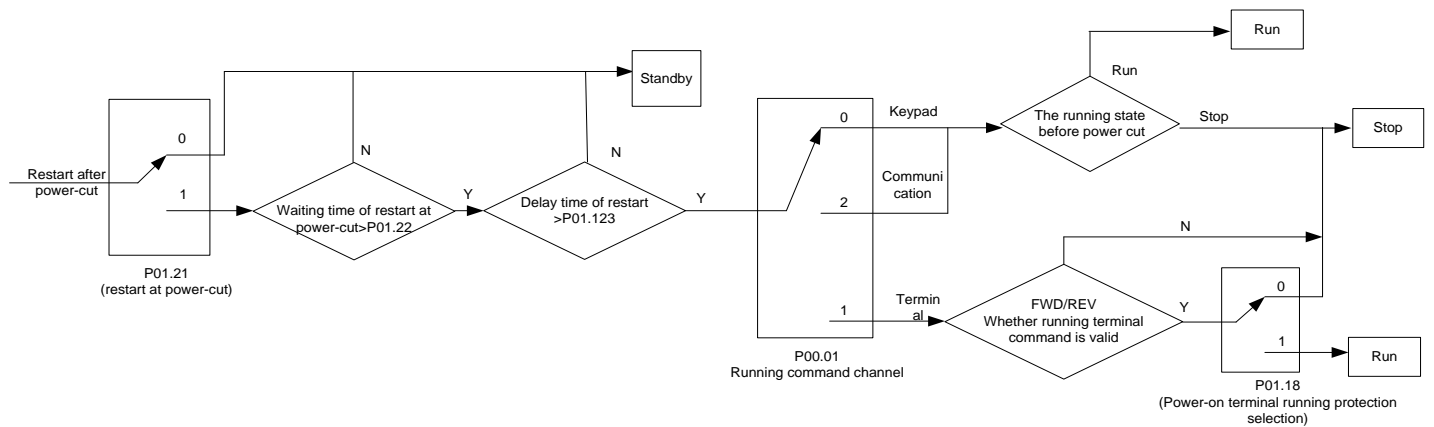 Restart after
power-cut
0
1
P01.21
(restart at power-cut)
N
Waiting time of restart at
power-cut>P01.22
Y
N
Delay time of restart
>P01.123
Y
Standby
0
Keypad
Communi
cation
2
1
Termin
al
P00.01
Running command channel
Run
Run
The running state
before power cut
Stop
Stop
N
FWD/REV
Whether running terminal
command is valid
Y
0
1
Run
P01.18
(Power-on terminal running protection
selection)